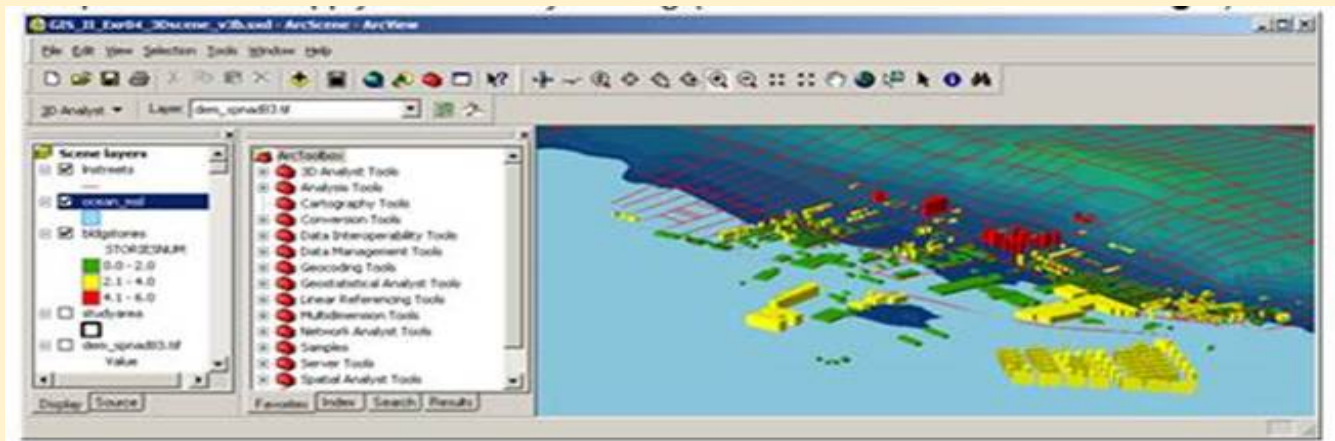 GIS_II_Exr04_3Dscene_v3b.sxd - ArcScene - ArcView
File Edit View Selection Tools Window Help
3D Analyst Layer: dem_spnad83.tif
Scene layers
lnstreets
ocean_msl
bldgstories
STORIESNUM
0.0 - 2.0
2.1 - 4.0
4.1 - 6.0
studyarea
dem_spnad83.tif
Value
Display Source
ArcToolbox
3D Analyst Tools
Analysis Tools
Cartography Tools
Conversion Tools
Data Interoperability Tools
Data Management Tools
Geocoding Tools
Geostatistical Analyst Tools
Linear Referencing Tools
Multidimension Tools
Network Analyst Tools
Samples
Server Tools
Spatial Analyst Tools
Favorites Index Search Results